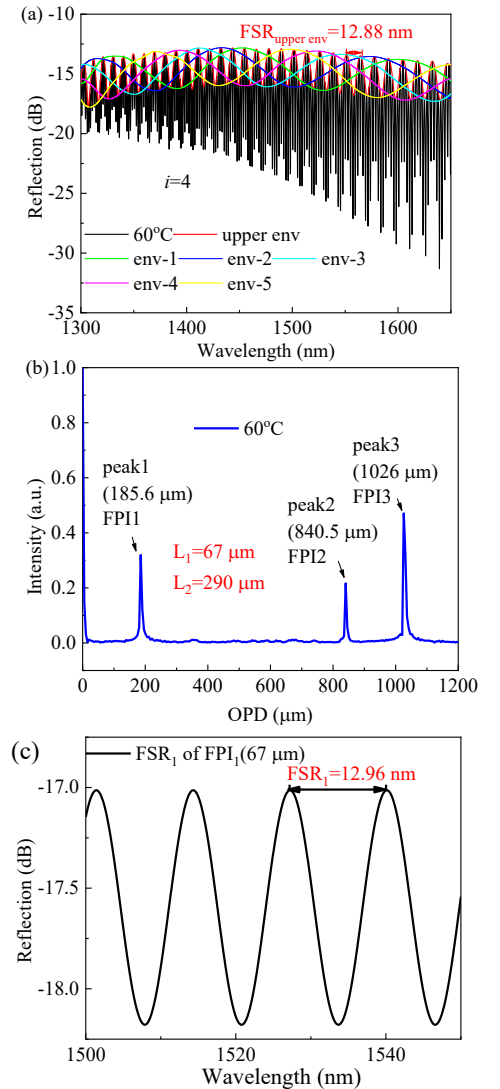 (a)
-10
FSRupper env=12.88 nm
-15
-20
-25
-30
-35
Reflection (dB)
i=4
60°C upper env
env-1 env-2 env-3
env-4 env-5
1300 1400 1500 1600
Wavelength (nm)
(b)
1.0
0.8
0.6
0.4
0.2
0.0
Intensity (a.u.)
60°C
peak1
(185.6 μm)
FPI1
L1=67 μm
L2=290 μm
peak2
(840.5 μm)
FPI2
peak3
(1026 μm)
FPI3
0 200 400 600 800 1000 1200
OPD (μm)
(c)
FSR1 of FPI1(67 μm)
FSR1=12.96 nm
-17.0
-17.5
-18.0
Reflection (dB)
1500 1520 1540
Wavelength (nm)